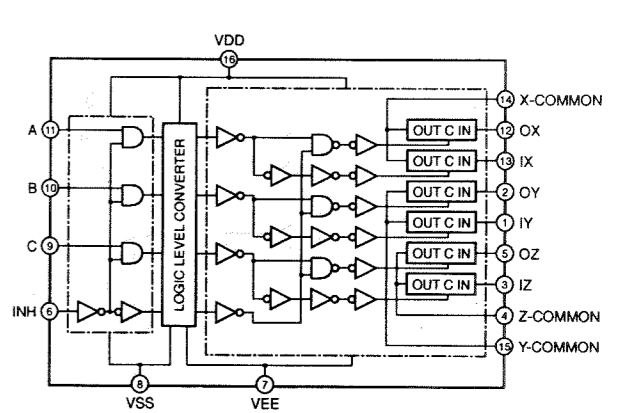 VDD
16
A 11
B 10
C 9
INH 6
LOGIC LEVEL CONVERTER
OUT C IN
OUT C IN
OUT C IN
OUT C IN
OUT C IN
OUT C IN
14 X-COMMON
12 OX
13 IX
2 OY
1 IY
5 OZ
3 IZ
4 Z-COMMON
15 Y-COMMON
8
VSS
7
VEE